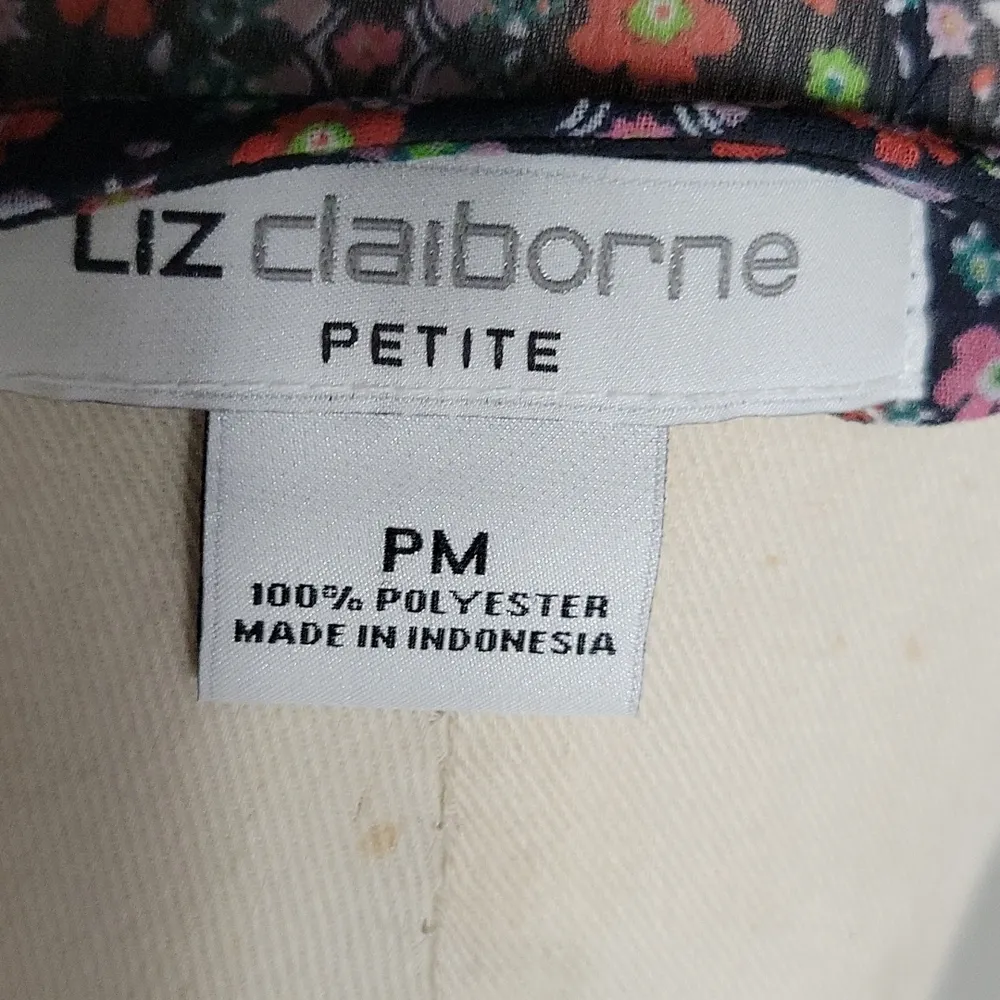 LIZ claiborne
PETITE
PM
100% POLYESTER
MADE IN INDONESIA